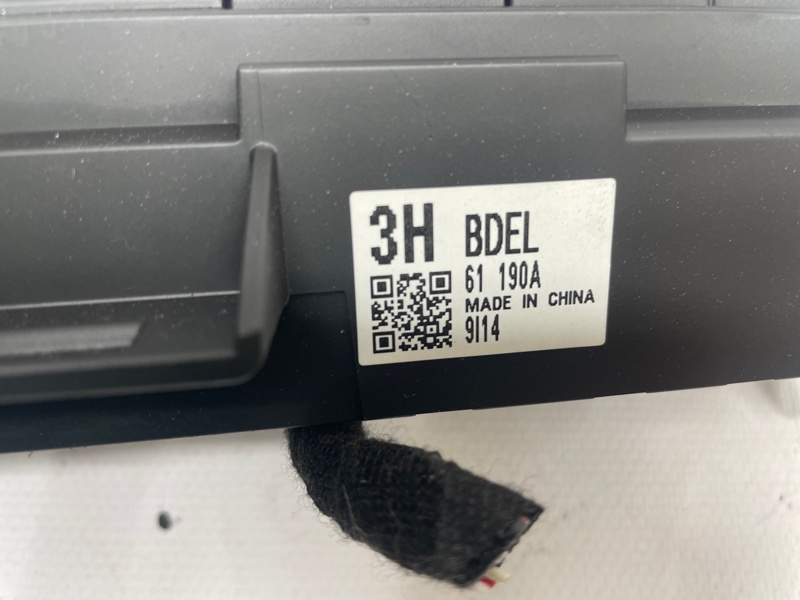 3H BDEL
61 190A
MADE IN CHINA
9I14